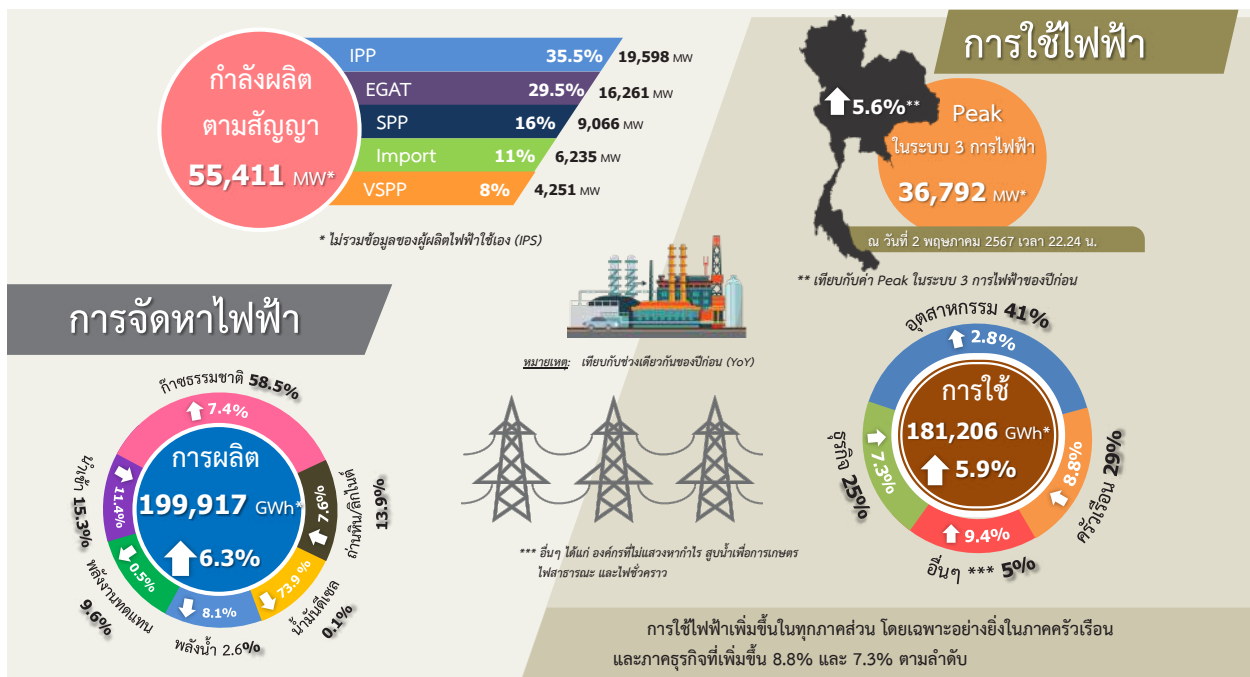 กำลังผลิต
ตามสัญญา
55,411 MW*
IPP 35.5% 19,598 MW
EGAT 29.5% 16,261 MW
SPP 16% 9,066 MW
Import 11% 6,235 MW
VSPP 8% 4,251 MW
* ไม่รวมข้อมูลของผู้ผลิตไฟฟ้าใช้เอง (IPS)
การใช้ไฟฟ้า
5.6%**
Peak
ในระบบ 3 การไฟฟ้า
36,792 MW*
ณ วันที่ 2 พฤษภาคม 2567 เวลา 22.24 น.
** เทียบกับค่า Peak ในระบบ 3 การไฟฟ้าของปีก่อน
การจัดหาไฟฟ้า
หมายเหตุ: เทียบกับช่วงเดียวกันของปีก่อน (YoY)
ก๊าซธรรมชาติ 58.5%
7.4%
การผลิต
199,917 GWh*
6.3%
ถ่านหิน/ลิกไนต์
13.9%
7.6%
น้ำมันดีเซล
0.1%
73.9 %
พลังน้ำ 2.6%
8.1%
พลังงานทดแทน
9.6%
0.5%
นำเข้า 15.3%
11.4%
อุตสาหกรรม 41%
2.8%
การใช้
181,206 GWh*
5.9%
ครัวเรือน 29%
8.8%
อื่นๆ *** 5%
9.4%
ธุรกิจ 25%
7.3%
*** อื่นๆ ได้แก่ องค์กรที่ไม่แสวงหากำไร สูบน้ำเพื่อการเกษตร
ไฟสาธารณะ และไฟชั่วคราว
การใช้ไฟฟ้าเพิ่มขึ้นในทุกภาคส่วน โดยเฉพาะอย่างยิ่งในภาคครัวเรือน
และภาคธุรกิจที่เพิ่มขึ้น 8.8% และ 7.3% ตามลำดับ